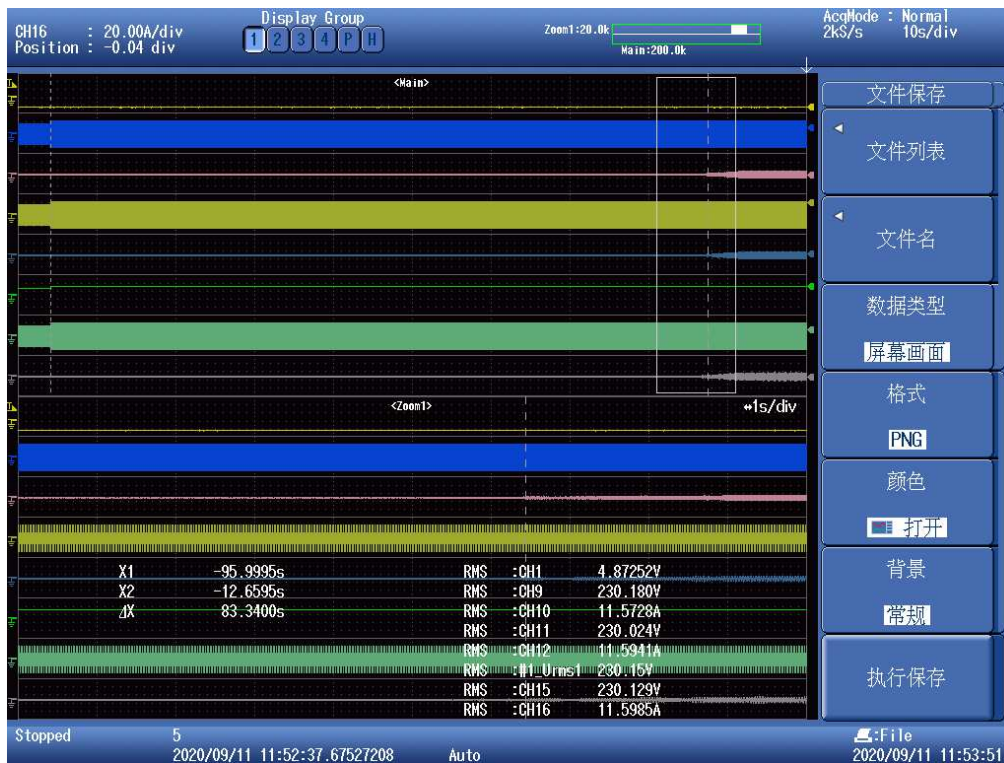 CH16 : 20.00A/div
Position : -0.04 div
Display Group
1 2 3 4 P H
Zoom1:20.0k
Main:200.0k
AcqMode : Normal
2kS/s 10s/div
<Main>
<Zoom1>
↔1s/div
X1 -95.9995s
X2 -12.6595s
⊿X 83.3400s
RMS :CH1 4.87252V
RMS :CH9 230.180V
RMS :CH10 11.5728A
RMS :CH11 230.024V
RMS :CH12 11.5941A
RMS :#1_Urms1 230.15V
RMS :CH15 230.129V
RMS :CH16 11.5985A
文件保存
文件列表
文件名
数据类型
屏幕画面
格式
PNG
颜色
打开
背景
常规
执行保存
Stopped 5
2020/09/11 11:52:37.67527208 Auto
:File
2020/09/11 11:53:51